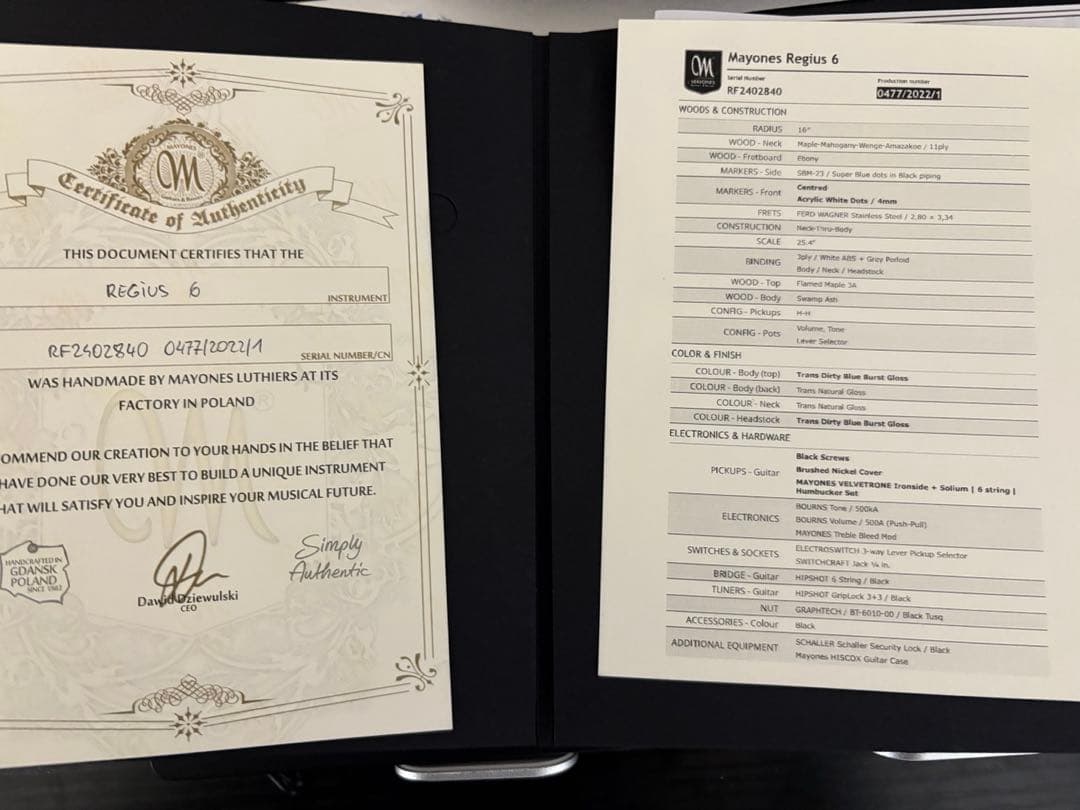 MAYONES
M
Guitars & Basses
Certificate of Authenticity
THIS DOCUMENT CERTIFIES THAT THE
REGIUS 6
INSTRUMENT
RF2402840 0477/2022/1
SERIAL NUMBER/CN
WAS HANDMADE BY MAYONES LUTHIERS AT ITS
FACTORY IN POLAND
OMMEND OUR CREATION TO YOUR HANDS IN THE BELIEF THAT
HAVE DONE OUR VERY BEST TO BUILD A UNIQUE INSTRUMENT
HAT WILL SATISFY YOU AND INSPIRE YOUR MUSICAL FUTURE.
HANDCRAFTED IN
GDANSK
POLAND
SINCE 1982
Dawid Dziewulski
CEO
Simply
Authentic
M
MAYONES
Mayones Regius 6
Serial Number
RF2402840
Production number
0477/2022/1
WOODS & CONSTRUCTION
RADIUS 16"
WOOD - Neck Maple-Mahogany-Wenge-Amazakoe / 11ply
WOOD - Fretboard Ebony
MARKERS - Side SBM-23 / Super Blue dots in Black piping
MARKERS - Front Centred
Acrylic White Dots / 4mm
FRETS FERD WAGNER Stainless Steel / 2,80 x 3,34
CONSTRUCTION Neck-Thru-Body
SCALE 25.4"
BINDING 3ply / White ABS + Grey Perloid
Body / Neck / Headstock
WOOD - Top Flamed Maple 3A
WOOD - Body Swamp Ash
CONFIG - Pickups H-H
CONFIG - Pots Volume, Tone
Lever Selector
COLOR & FINISH
COLOUR - Body (top) Trans Dirty Blue Burst Gloss
COLOUR - Body (back) Trans Natural Gloss
COLOUR - Neck Trans Natural Gloss
COLOUR - Headstock Trans Dirty Blue Burst Gloss
ELECTRONICS & HARDWARE
PICKUPS - Guitar Black Screws
Brushed Nickel Cover
MAYONES VELVETRONE Ironside + Solium | 6 string |
Humbucker Set
ELECTRONICS BOURNS Tone / 500kA
BOURNS Volume / 500A (Push-Pull)
MAYONES Treble Bleed Mod
SWITCHES & SOCKETS ELECTROSWITCH 3-way Lever Pickup Selector
SWITCHCRAFT Jack ¼ in.
BRIDGE - Guitar HIPSHOT 6 String / Black
TUNERS - Guitar HIPSHOT GripLock 3+3 / Black
NUT GRAPHTECH / BT-6010-00 / Black Tusq
ACCESSORIES - Colour Black
ADDITIONAL EQUIPMENT SCHALLER Schaller Security Lock / Black
Mayones HISCOX Guitar Case